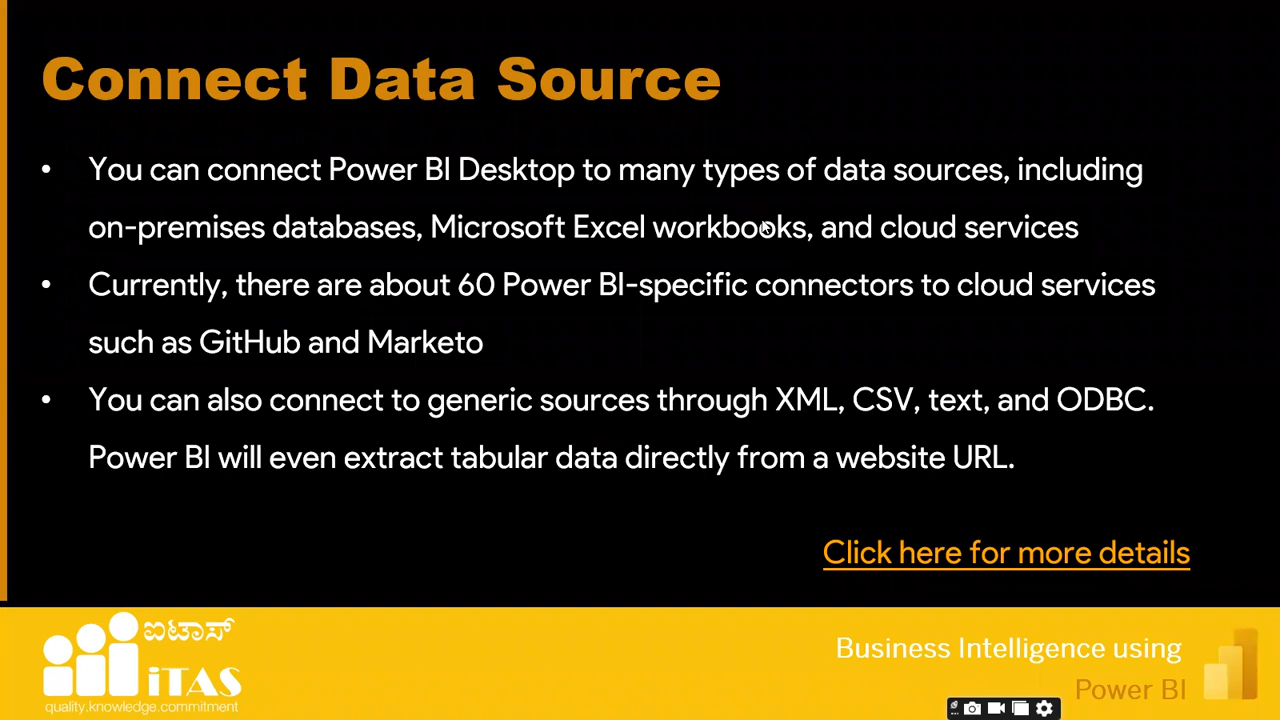 Connect Data Source
• You can connect Power BI Desktop to many types of data sources, including
on-premises databases, Microsoft Excel workbooks, and cloud services
• Currently, there are about 60 Power BI-specific connectors to cloud services
such as GitHub and Marketo
• You can also connect to generic sources through XML, CSV, text, and ODBC.
Power BI will even extract tabular data directly from a website URL.
Click here for more details
ಐಟಾಸ್
iTAS
quality.knowledge.commitment
Business Intelligence using
Power BI